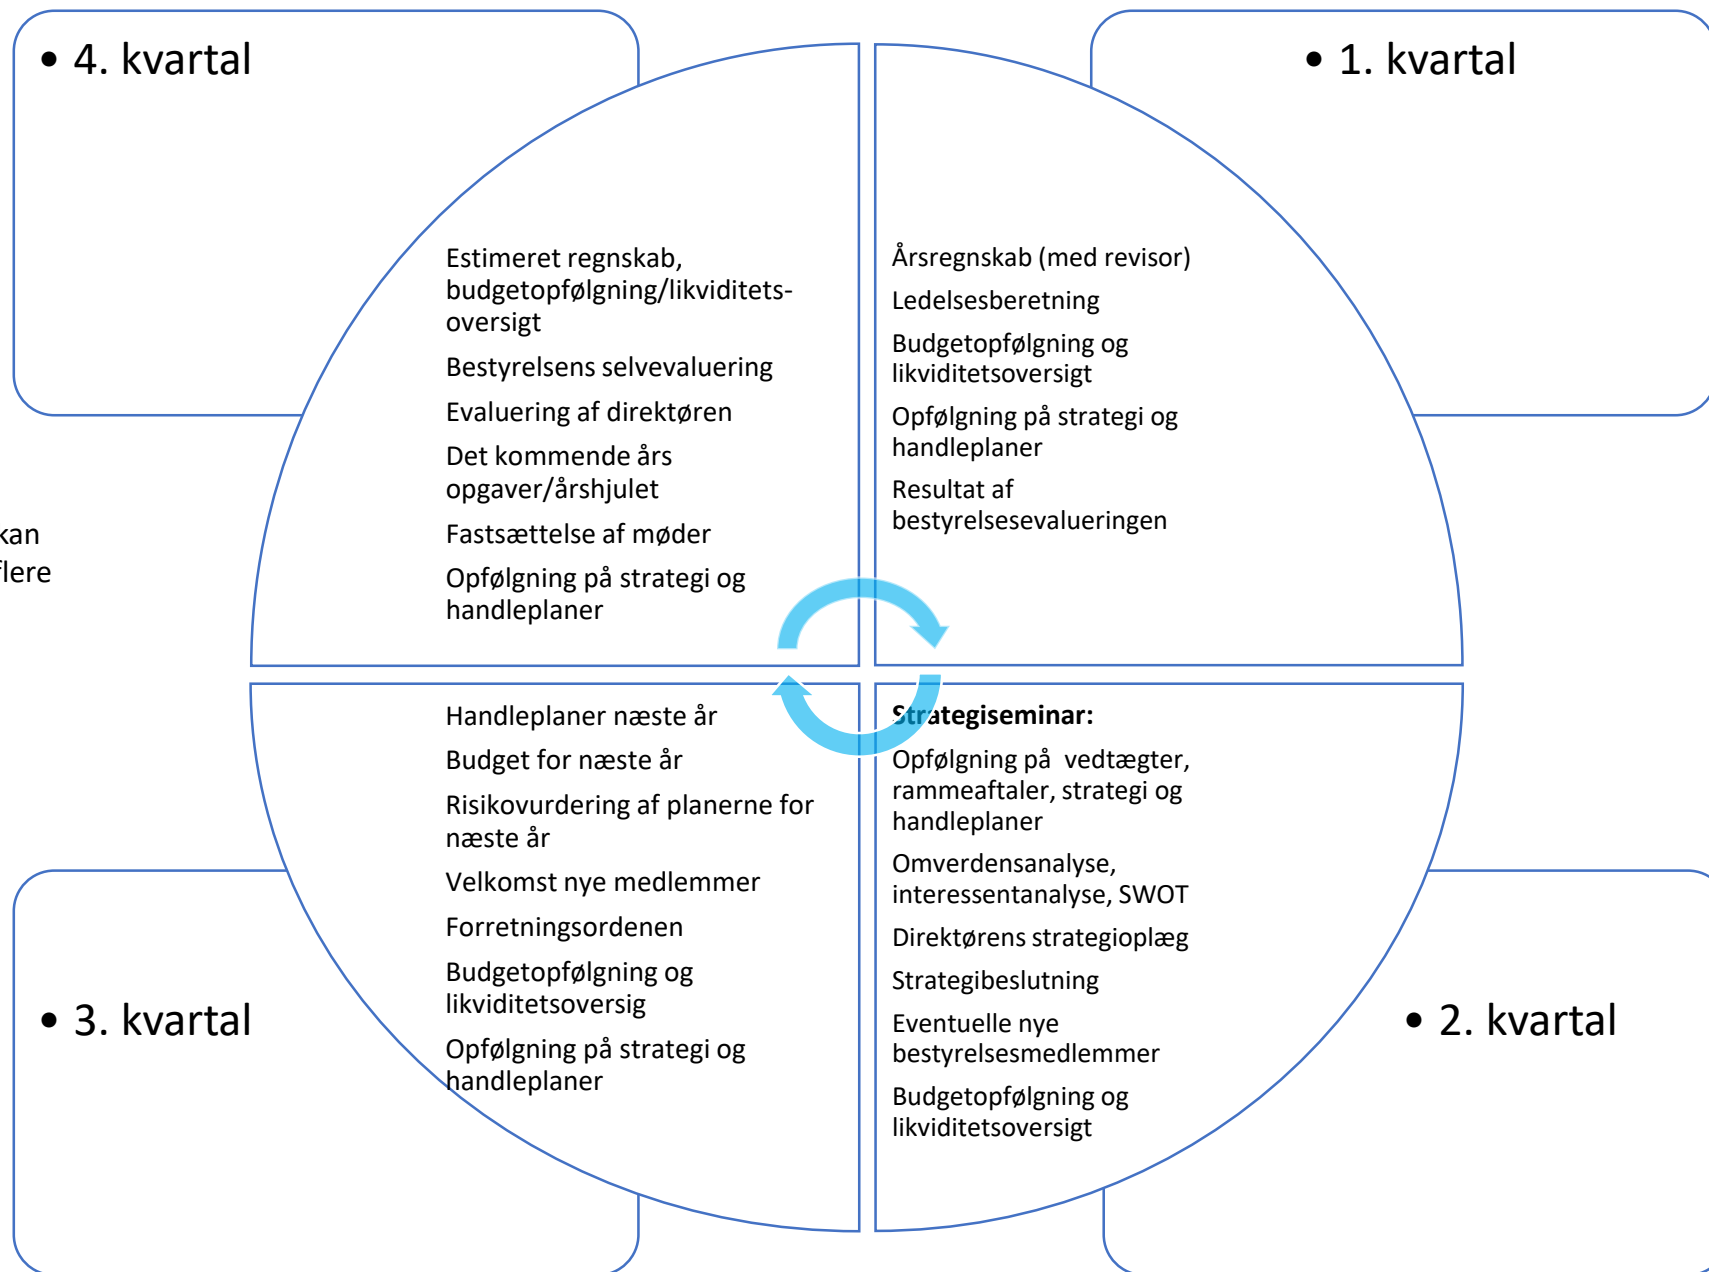 • 4. kvartal
• 1. kvartal
Estimeret regnskab,
budgetopfølgning/likviditets-
oversigt
Bestyrelsens selvevaluering
Evaluering af direktøren
Det kommende års
opgaver/årshjulet
Fastsættelse af møder
Opfølgning på strategi og
handleplaner
Årsregnskab (med revisor)
Ledelsesberetning
Budgetopfølgning og
likviditetsoversigt
Opfølgning på strategi og
handleplaner
Resultat af
bestyrelsesevalueringen
kan
flere
Handleplaner næste år
Budget for næste år
Risikovurdering af planerne for
næste år
Velkomst nye medlemmer
Forretningsordenen
Budgetopfølgning og
likviditetsoversig
Opfølgning på strategi og
handleplaner
Strategiseminar:
Opfølgning på  vedtægter,
rammeaftaler, strategi og
handleplaner
Omverdensanalyse,
interessentanalyse, SWOT
Direktørens strategioplæg
Strategibeslutning
Eventuelle nye
bestyrelsesmedlemmer
Budgetopfølgning og
likviditetsoversigt
• 3. kvartal
• 2. kvartal